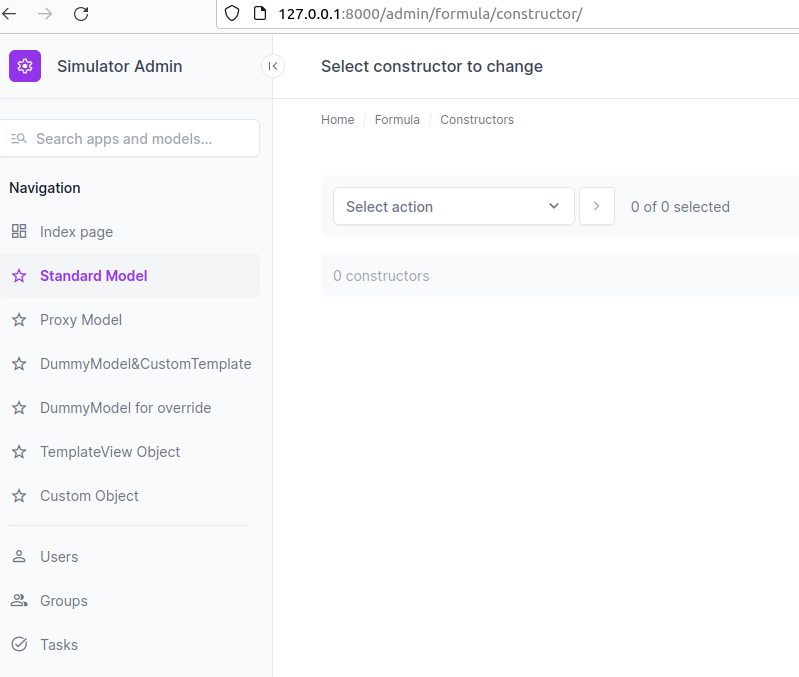 127.0.0.1:8000/admin/formula/constructor/
Simulator Admin
Select constructor to change
Home / Formula / Constructors
Search apps and models...
Navigation
Index page
Standard Model
Proxy Model
DummyModel&CustomTemplate
DummyModel for override
TemplateView Object
Custom Object
Users
Groups
Tasks
Select action
0 of 0 selected
0 constructors